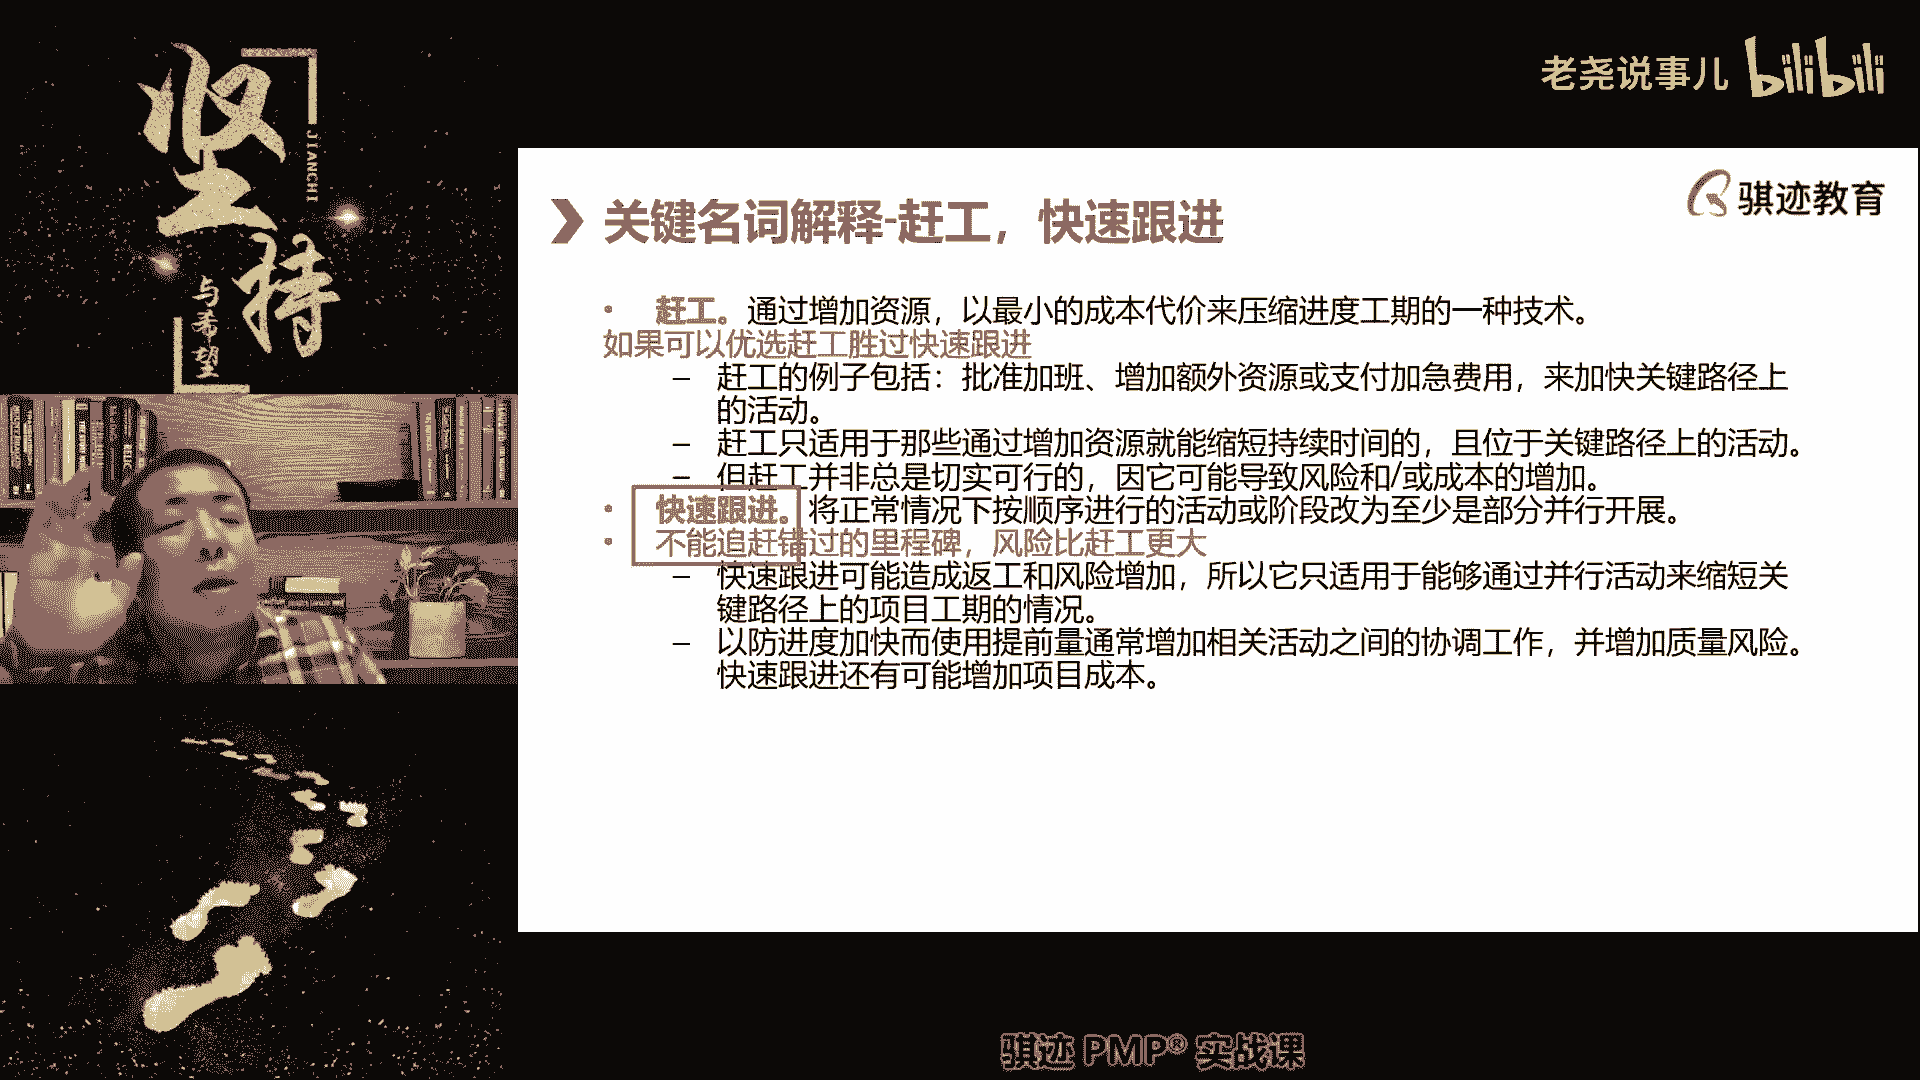 坚持
JIANCHI
与希望
老尧说事儿 bilibili
骐迹教育
关键名词解释-赶工，快速跟进
• 赶工。通过增加资源，以最小的成本代价来压缩进度工期的一种技术。
如果可以优选赶工胜过快速跟进
– 赶工的例子包括：批准加班、增加额外资源或支付加急费用，来加快关键路径上
的活动。
– 赶工只适用于那些通过增加资源就能缩短持续时间的，且位于关键路径上的活动。
– 但赶工并非总是切实可行的，因它可能导致风险和/或成本的增加。
• 快速跟进。将正常情况下按顺序进行的活动或阶段改为至少是部分并行开展。
• 不能追赶错过的里程碑，风险比赶工更大
– 快速跟进可能造成返工和风险增加，所以它只适用于能够通过并行活动来缩短关
键路径上的项目工期的情况。
– 以防进度加快而使用提前量通常增加相关活动之间的协调工作，并增加质量风险。
快速跟进还有可能增加项目成本。
骐迹 PMP® 实战课